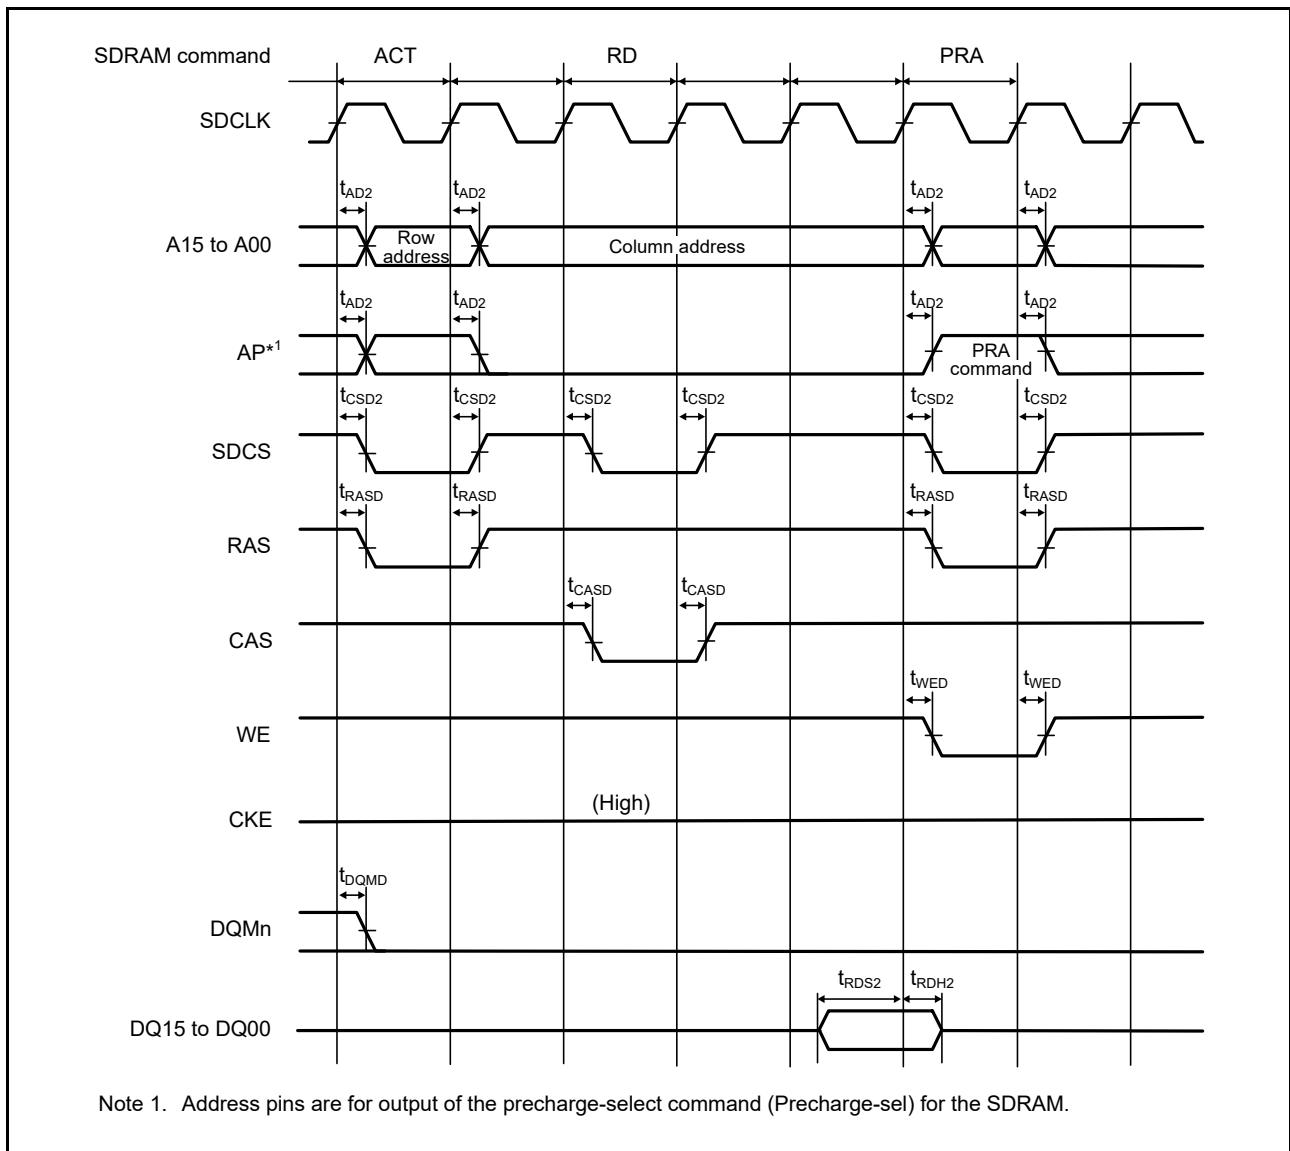 SDRAM command ACT RD PRA
SDCLK
tAD2 tAD2 tAD2 tAD2
A15 to A00 Row address Column address
tAD2 tAD2 tAD2 tAD2
AP*1 PRA command
tCSD2 tCSD2 tCSD2 tCSD2 tCSD2 tCSD2
SDCS
tRASD tRASD tRASD tRASD
RAS
tCASD tCASD
CAS
tWED tWED
WE
(High)
CKE
tDQMD
DQMn
tRDS2 tRDH2
DQ15 to DQ00
Note 1. Address pins are for output of the precharge-select command (Precharge-sel) for the SDRAM.